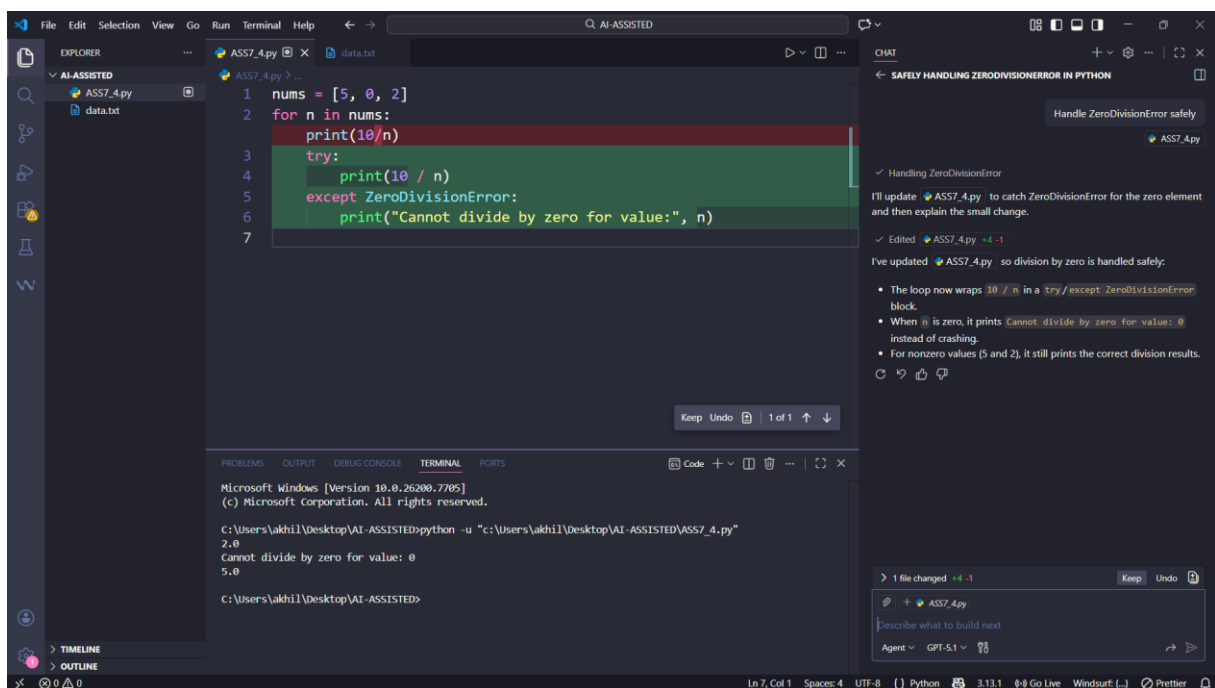 File Edit Selection View Go Run Terminal Help
AI-ASSISTED
EXPLORER
AI-ASSISTED
ASS7_4.py
data.txt
TIMELINE
OUTLINE
ASS7_4.py
data.txt
ASS7_4.py > ...
1 nums = [5, 0, 2]
2 for n in nums:
print(10/n)
3 try:
4 print(10 / n)
5 except ZeroDivisionError:
6 print("Cannot divide by zero for value:", n)
7
Keep Undo 1 of 1
PROBLEMS OUTPUT DEBUG CONSOLE TERMINAL PORTS
Code
Microsoft Windows [Version 10.0.26200.7705]
(c) Microsoft Corporation. All rights reserved.
C:\Users\akhil\Desktop\AI-ASSISTED>python -u "c:\Users\akhil\Desktop\AI-ASSISTED\ASS7_4.py"
2.0
Cannot divide by zero for value: 0
5.0
C:\Users\akhil\Desktop\AI-ASSISTED>
CHAT
SAFELY HANDLING ZERODIVISIONERROR IN PYTHON
Handle ZeroDivisionError safely
ASS7_4.py
Handling ZeroDivisionError
I'll update ASS7_4.py to catch ZeroDivisionError for the zero element
and then explain the small change.
Edited ASS7_4.py +4 -1
I've updated ASS7_4.py so division by zero is handled safely:
• The loop now wraps 10 / n in a try/except ZeroDivisionError
block.
• When n is zero, it prints Cannot divide by zero for value: 0
instead of crashing.
• For nonzero values (5 and 2), it still prints the correct division results.
1 file changed +4 -1
Keep Undo
ASS7_4.py
Describe what to build next
Agent GPT-5.1
0 0 Ln 7, Col 1 Spaces: 4 UTF-8 { } Python 3.13.1 Go Live Windsurf: {...} Prettier